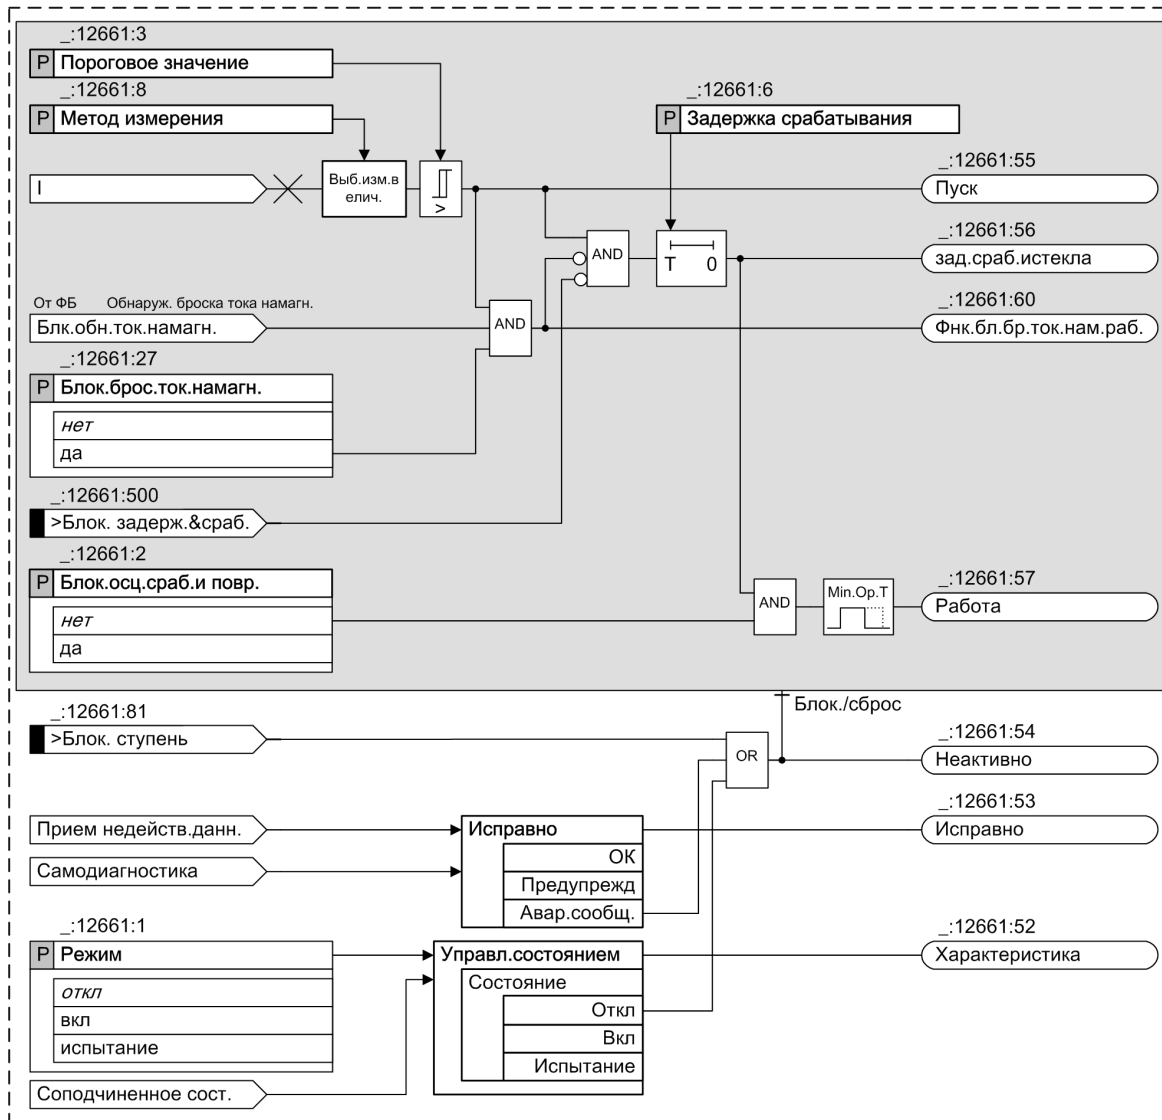 _:12661:3
P Пороговое значение
_:12661:8
P Метод измерения
_:12661:6
P Задержка срабатывания
I
Выб.изм.в
елич.
>
_:12661:55
Пуск
AND
T 0
_:12661:56
зад.сраб.истекла
От ФБ Обнаруж. броска тока намагн.
Блк.обн.ток.намагн.
AND
_:12661:60
Фнк.бл.бр.ток.нам.раб.
_:12661:27
P Блок.брос.ток.намагн.
нет
да
_:12661:500
>Блок. задерж.&сраб.
_:12661:2
P Блок.осц.сраб.и повр.
нет
да
AND
Min.Op.T
_:12661:57
Работа
Блок./сброс
_:12661:81
>Блок. ступень
OR
_:12661:54
Неактивно
Прием недейств.данн.
Самодиагностика
Исправно
ОК
Предупрежд
Авар.сообщ.
_:12661:53
Исправно
_:12661:1
P Режим
откл
вкл
испытание
Соподчиненное сост.
Управл.состоянием
Состояние
Откл
Вкл
Испытание
_:12661:52
Характеристика